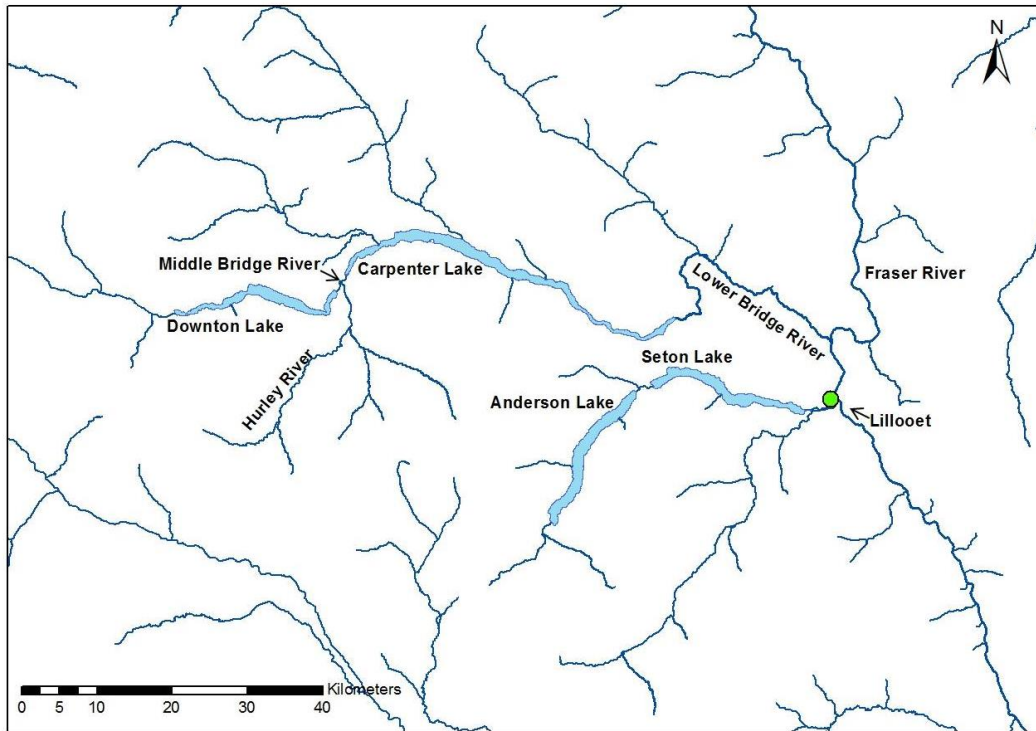 N
Middle Bridge River
Carpenter Lake
Lower Bridge River
Fraser River
Downton Lake
Seton Lake
Hurley River
Anderson Lake
Lillooet
Kilometers
0 5 10 20 30 40